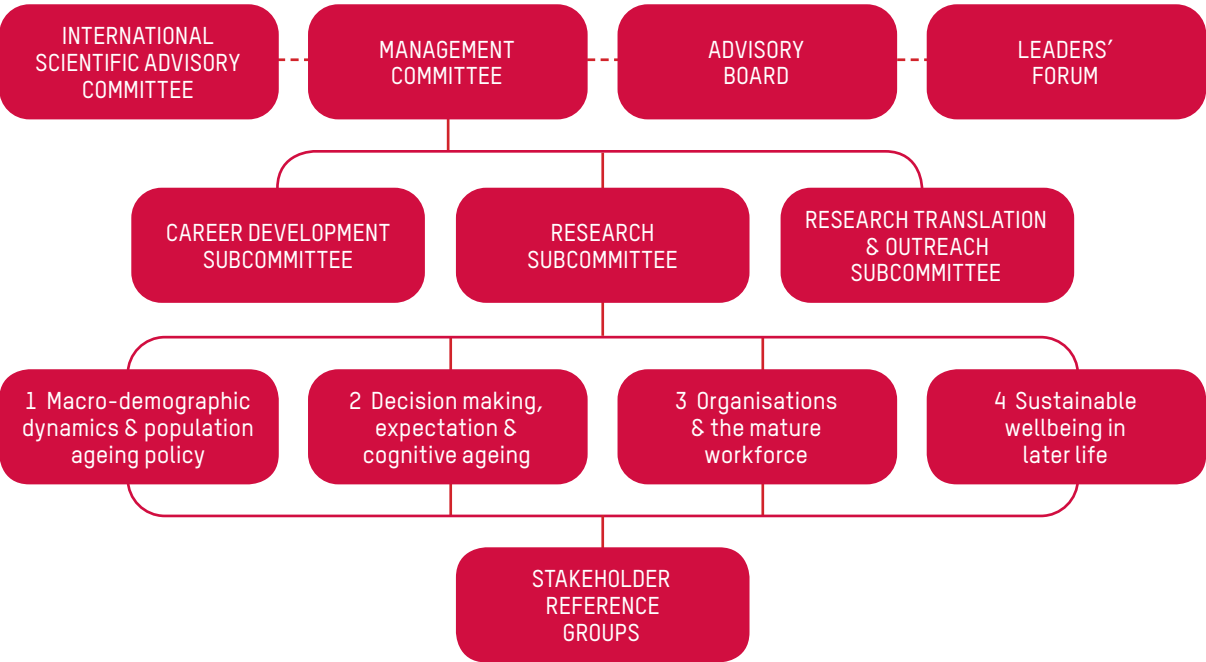 INTERNATIONAL
SCIENTIFIC ADVISORY
COMMITTEE
MANAGEMENT
COMMITTEE
ADVISORY
BOARD
LEADERS'
FORUM
CAREER DEVELOPMENT
SUBCOMMITTEE
RESEARCH
SUBCOMMITTEE
RESEARCH TRANSLATION
& OUTREACH
SUBCOMMITTEE
1 Macro-demographic
dynamics & population
ageing policy
2 Decision making,
expectation &
cognitive ageing
3 Organisations
& the mature
workforce
4 Sustainable
wellbeing in
later life
STAKEHOLDER
REFERENCE
GROUPS